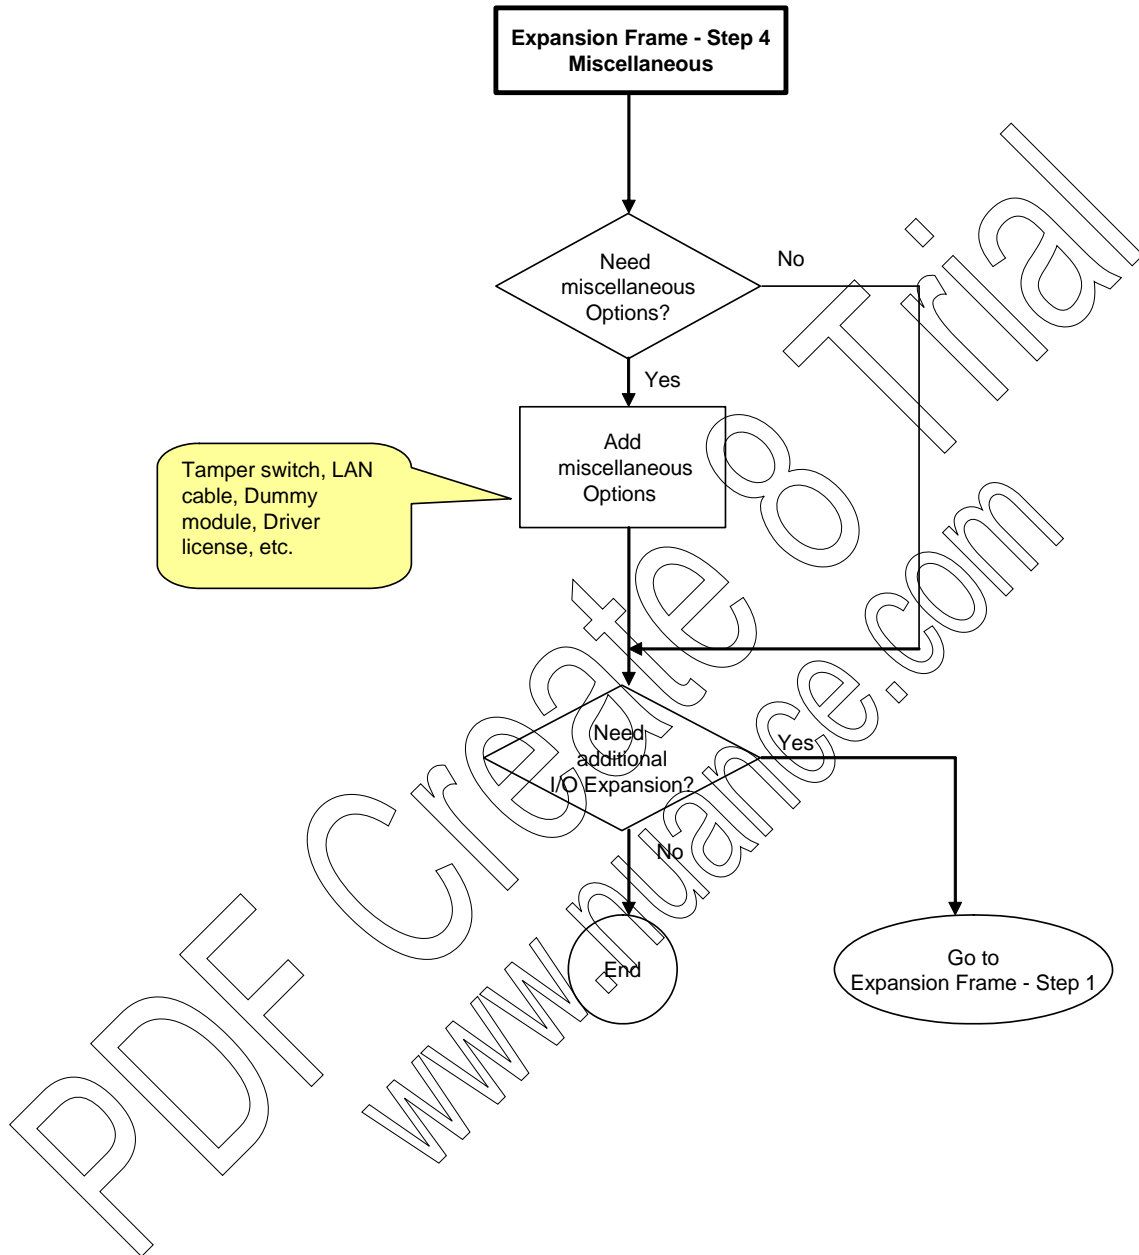 Expansion Frame - Step 4
Miscellaneous
Need
miscellaneous
Options?
No
Yes
Add
miscellaneous
Options
Tamper switch, LAN
cable, Dummy
module, Driver
license, etc.
Need
additional
I/O Expansion?
Yes
No
End
Go to
Expansion Frame - Step 1
PDF Create 8 Trial
www.nuance.com